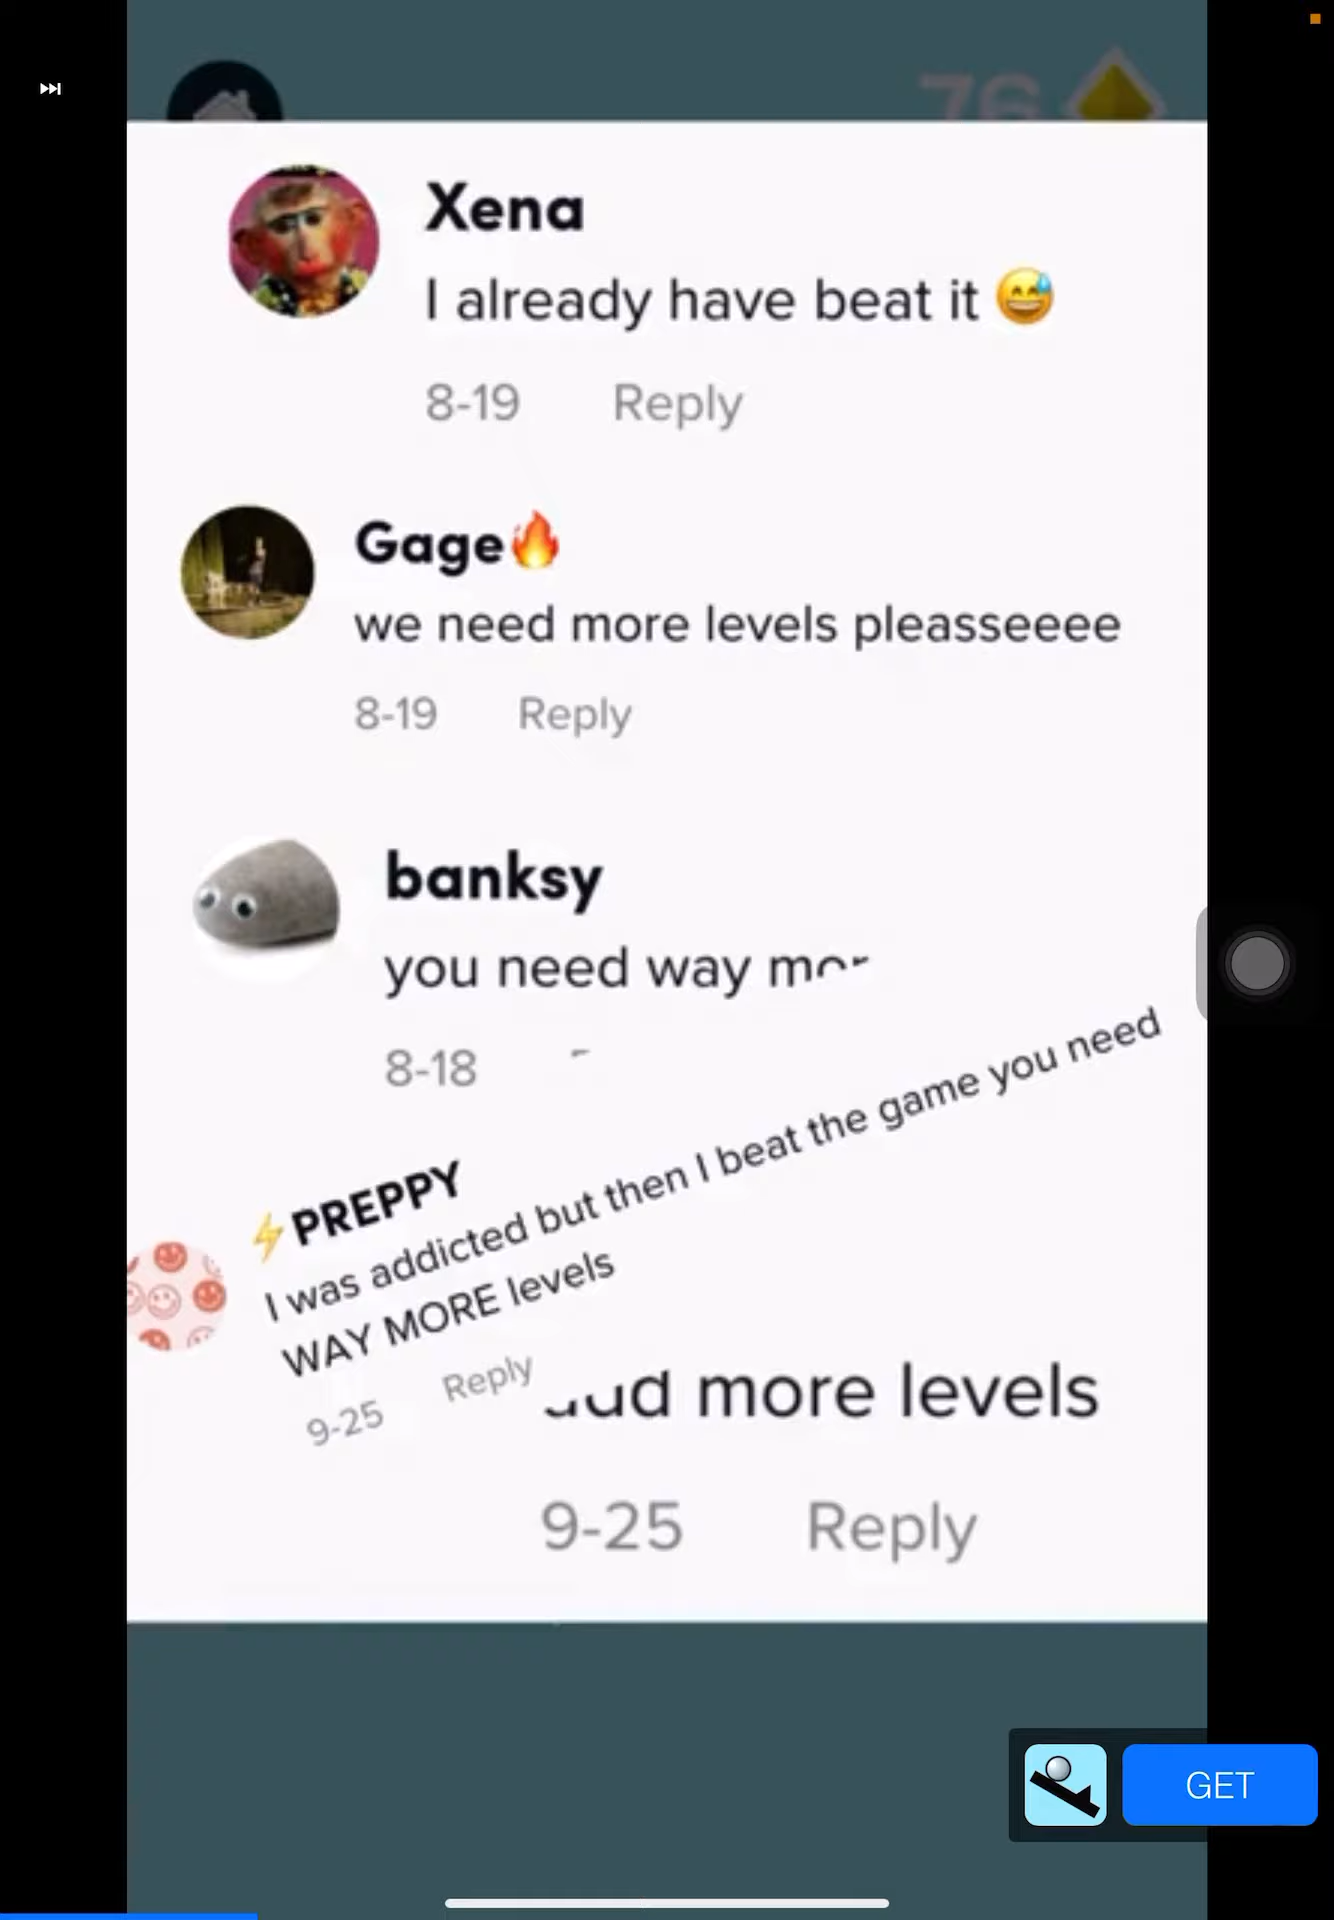 76
Xena
I already have beat it 😅
8-19 Reply
Gage🔥
we need more levels pleasseeee
8-19 Reply
banksy
you need way
8-18
⚡PREPPY
I was addicted but then I beat the game you need
WAY MORE levels
9-25 Reply
more levels
9-25 Reply
GET